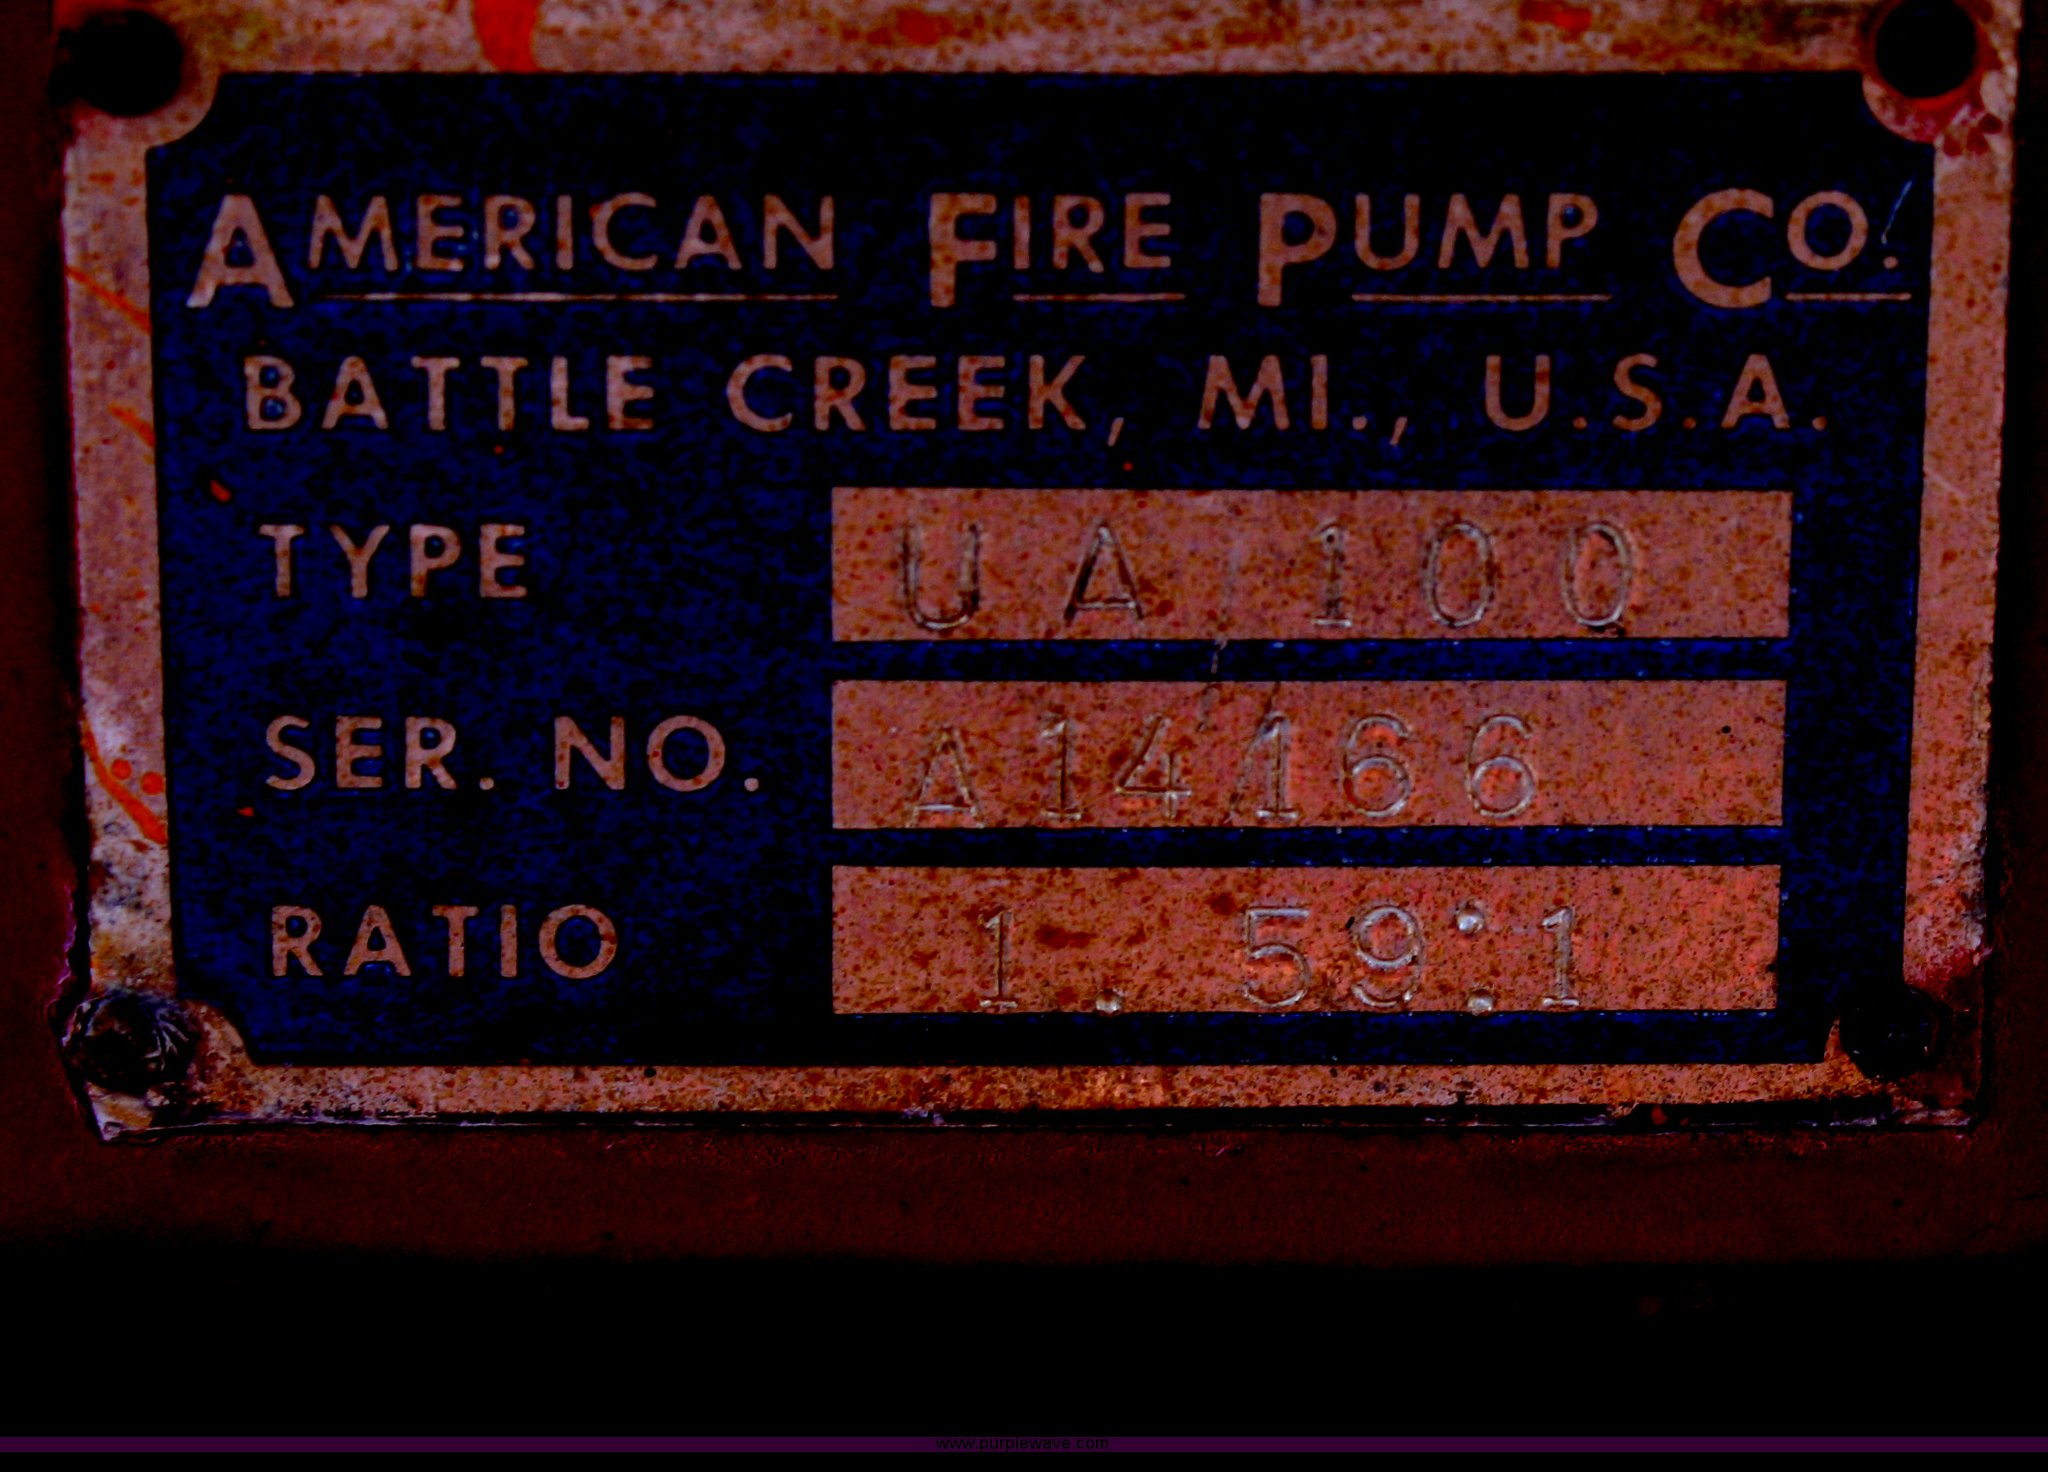 AMERICAN FIRE PUMP CO.
BATTLE CREEK, MI., U.S.A.
TYPE UA 100
SER. NO. A14166
RATIO 1.59:1
www.purplewave.com